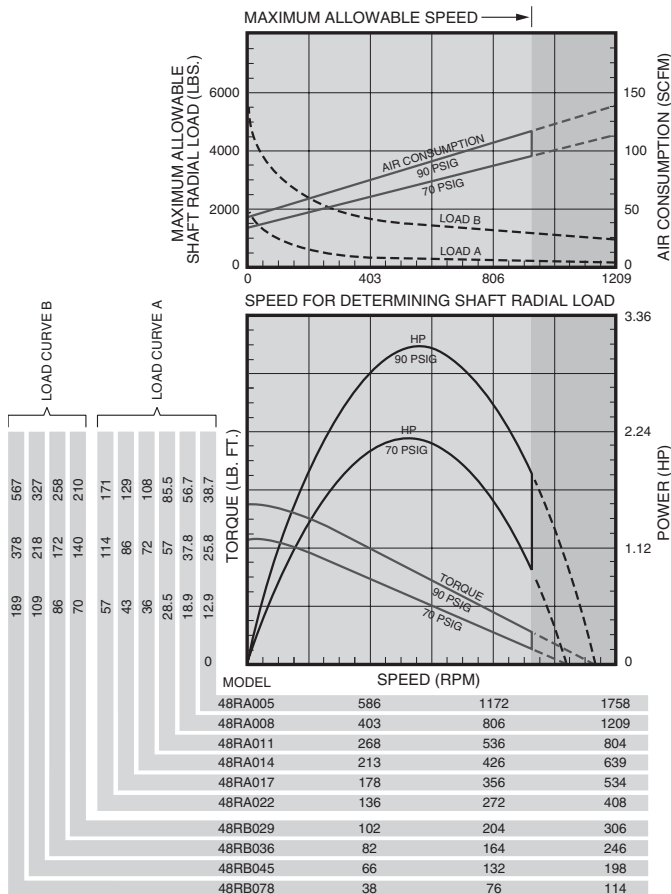 MAXIMUM ALLOWABLE SPEED
MAXIMUM ALLOWABLE
SHAFT RADIAL LOAD (LBS.)
6000
4000
2000
0
AIR CONSUMPTION
90 PSIG
70 PSIG
LOAD B
LOAD A
150
100
50
0
AIR CONSUMPTION (SCFM)
0 403 806 1209
SPEED FOR DETERMINING SHAFT RADIAL LOAD
LOAD CURVE B
LOAD CURVE A
567 327 258 210 171 129 108 85.5 56.7 38.7
378 218 172 140 114 86 72 57 37.8 25.8
189 109 86 70 57 43 36 28.5 18.9 12.9
0
TORQUE (LB. FT.)
HP
90 PSIG
HP
70 PSIG
TORQUE
90 PSIG
70 PSIG
3.36
2.24
1.12
0
POWER (HP)
MODEL SPEED (RPM)
48RA005 586 1172 1758
48RA008 403 806 1209
48RA011 268 536 804
48RA014 213 426 639
48RA017 178 356 534
48RA022 136 272 408
48RB029 102 204 306
48RB036 82 164 246
48RB045 66 132 198
48RB078 38 76 114